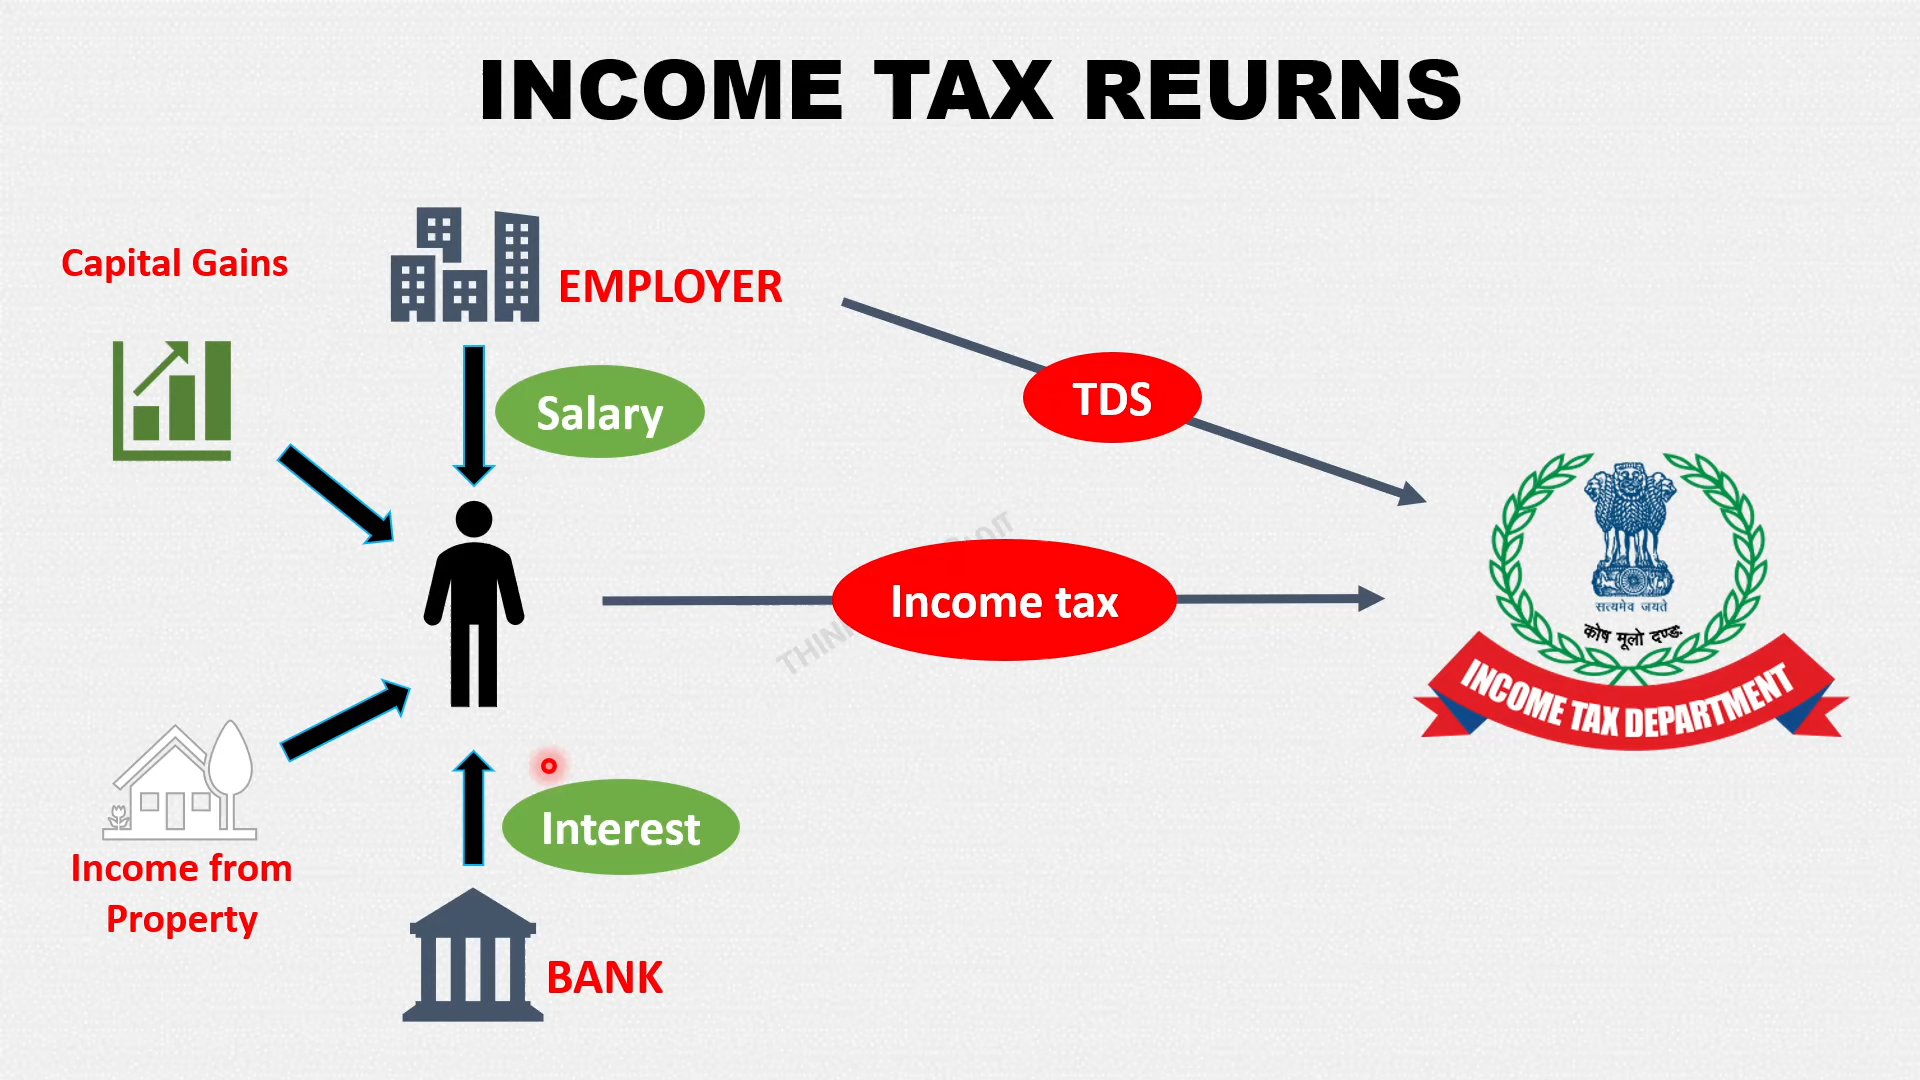 INCOME TAX REURNS
Capital Gains
EMPLOYER
Salary
TDS
Income tax
सत्यमेव जयते
कोष मूलो दण्डः
INCOME TAX DEPARTMENT
Income from
Property
Interest
BANK